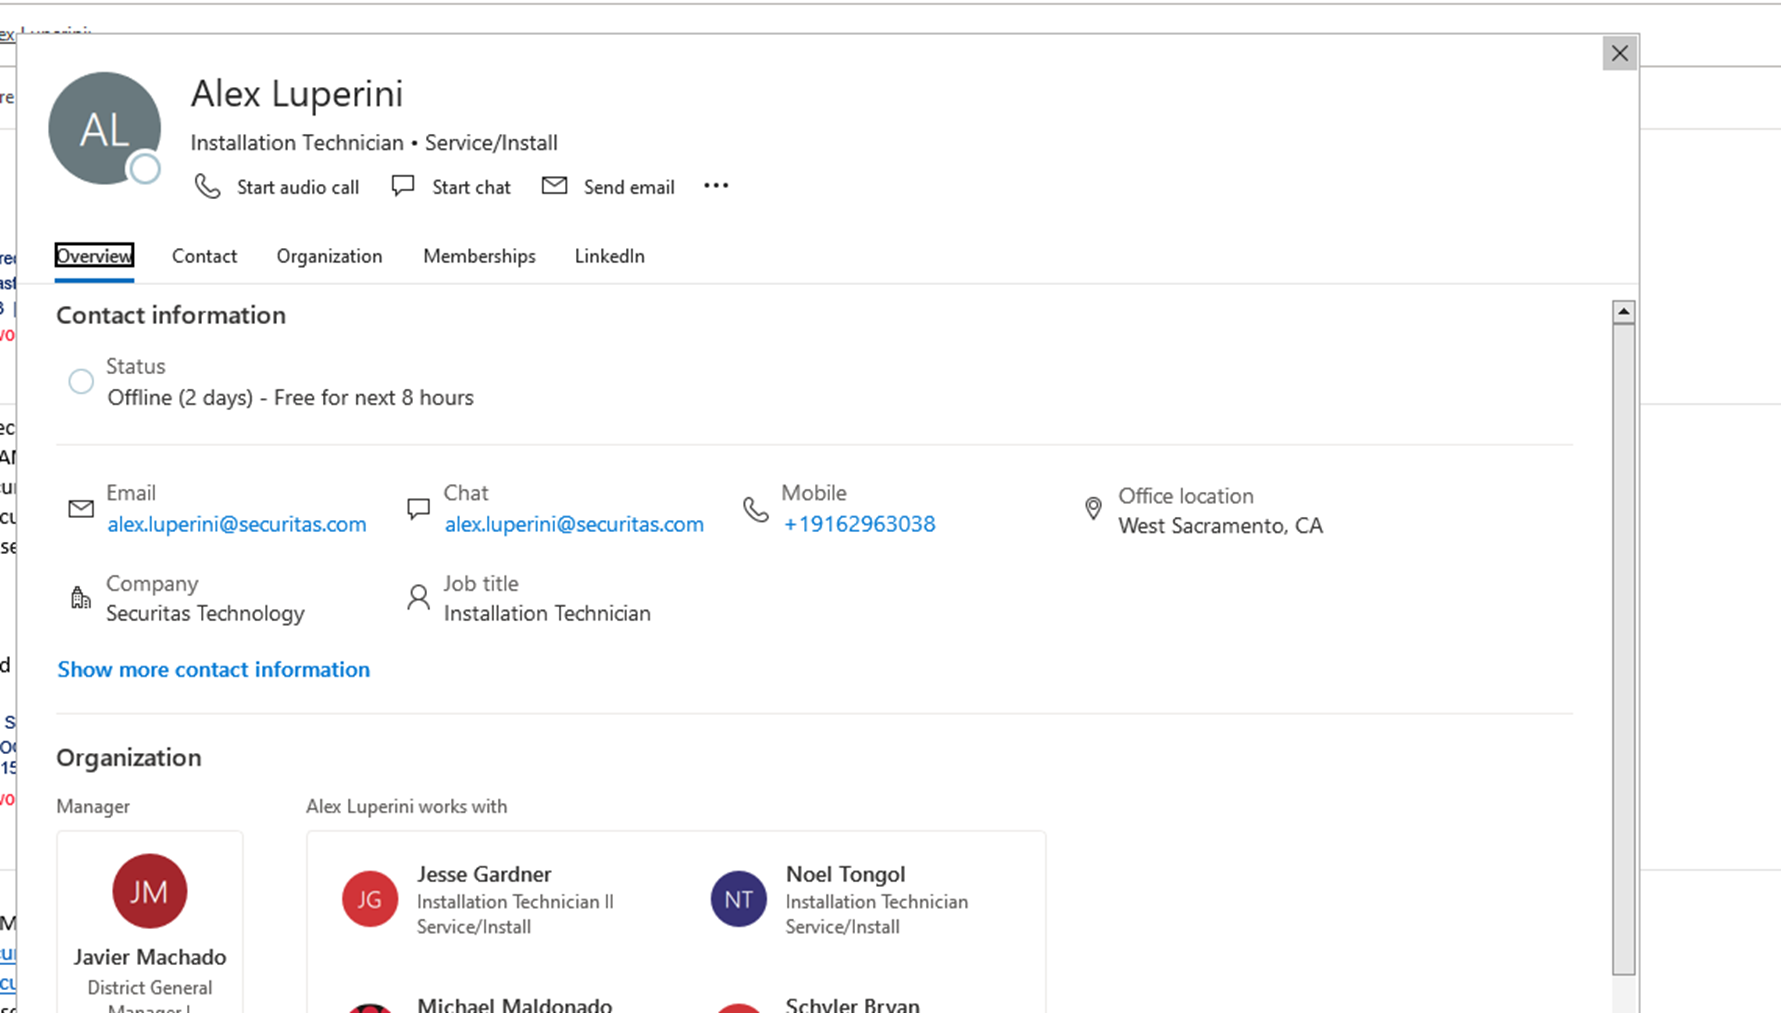 Alex Luperini
AL
Installation Technician • Service/Install
Start audio call
Start chat
Send email
Overview
Contact
Organization
Memberships
LinkedIn
Contact information
Status
Offline (2 days) - Free for next 8 hours
Email
alex.luperini@securitas.com
Chat
alex.luperini@securitas.com
Mobile
+19162963038
Office location
West Sacramento, CA
Company
Securitas Technology
Job title
Installation Technician
Show more contact information
Organization
Manager
Alex Luperini works with
JM
Javier Machado
District General
Manager I
JG
Jesse Gardner
Installation Technician II
Service/Install
NT
Noel Tongol
Installation Technician
Service/Install
Michael Maldonado
Schyler Bryan